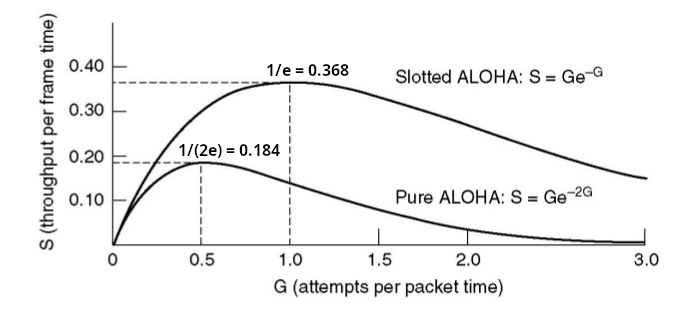 S (throughput per frame time)
0.40
0.30
0.20
0.10
1/e = 0.368
Slotted ALOHA: S = Ge⁻ᴳ
1/(2e) = 0.184
Pure ALOHA: S = Ge⁻²ᴳ
0 0.5 1.0 1.5 2.0 3.0
G (attempts per packet time)